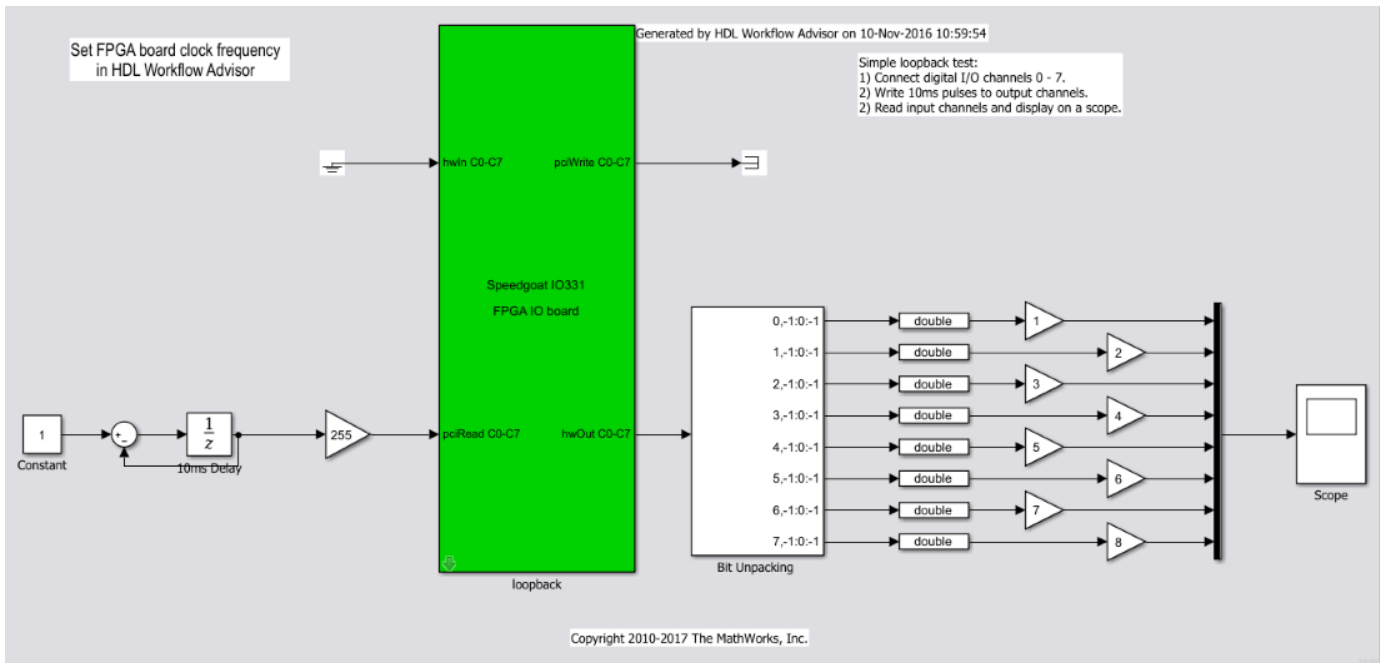 Set FPGA board clock frequency
in HDL Workflow Advisor
Generated by HDL Workflow Advisor on 10-Nov-2016 10:59:54
Simple loopback test:
1) Connect digital I/O channels 0 - 7.
2) Write 10ms pulses to output channels.
2) Read input channels and display on a scope.
hwIn C0-C7
pciWrite C0-C7
Speedgoat IO331
FPGA IO board
pciRead C0-C7
hwOut C0-C7
loopback
1
Constant
+
-
1
z
10ms Delay
255
0,-1:0:-1
double
1
1,-1:0:-1
double
2
2,-1:0:-1
double
3
3,-1:0:-1
double
4
4,-1:0:-1
double
5
5,-1:0:-1
double
6
6,-1:0:-1
double
7
7,-1:0:-1
double
8
Bit Unpacking
Scope
Copyright 2010-2017 The MathWorks, Inc.